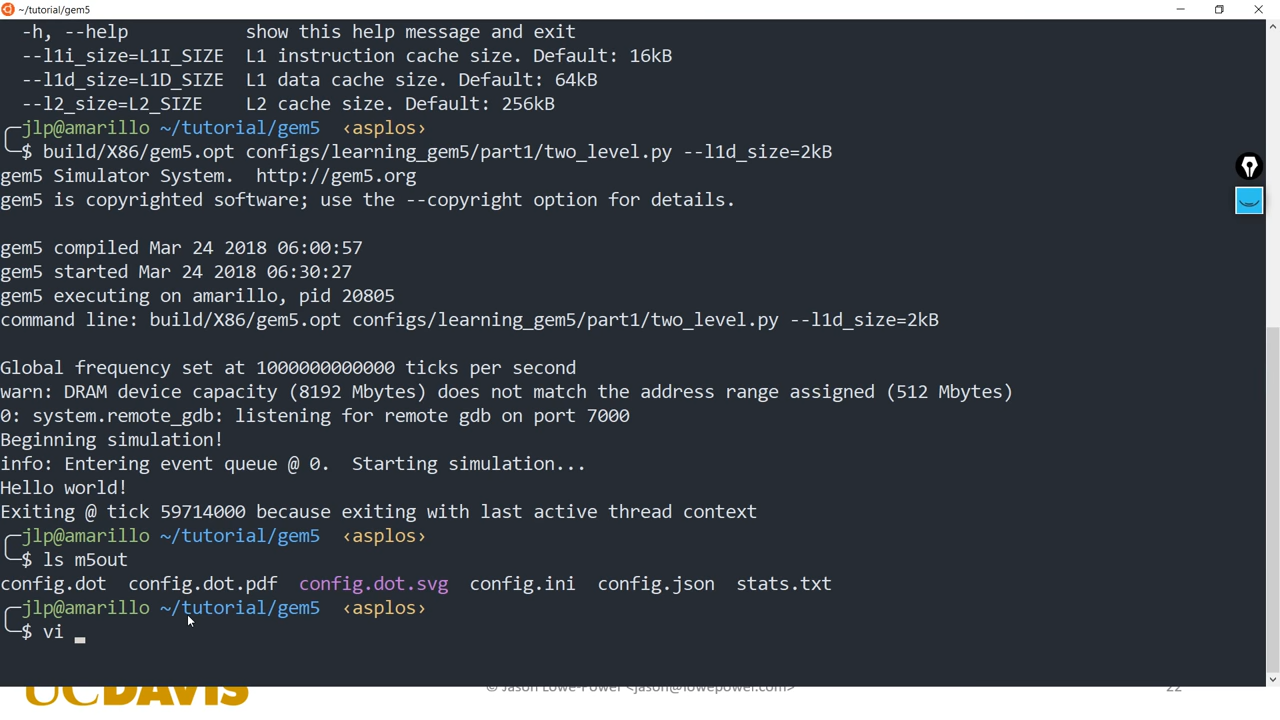 ~/tutorial/gem5
-h, --help show this help message and exit
--l1i_size=L1I_SIZE L1 instruction cache size. Default: 16kB
--l1d_size=L1D_SIZE L1 data cache size. Default: 64kB
--l2_size=L2_SIZE L2 cache size. Default: 256kB
jlp@amarillo ~/tutorial/gem5 ‹asplos›
$ build/X86/gem5.opt configs/learning_gem5/part1/two_level.py --l1d_size=2kB
gem5 Simulator System. http://gem5.org
gem5 is copyrighted software; use the --copyright option for details.
gem5 compiled Mar 24 2018 06:00:57
gem5 started Mar 24 2018 06:30:27
gem5 executing on amarillo, pid 20805
command line: build/X86/gem5.opt configs/learning_gem5/part1/two_level.py --l1d_size=2kB
Global frequency set at 1000000000000 ticks per second
warn: DRAM device capacity (8192 Mbytes) does not match the address range assigned (512 Mbytes)
0: system.remote_gdb: listening for remote gdb on port 7000
Beginning simulation!
info: Entering event queue @ 0. Starting simulation...
Hello world!
Exiting @ tick 59714000 because exiting with last active thread context
jlp@amarillo ~/tutorial/gem5 ‹asplos›
$ ls m5out
config.dot config.dot.pdf config.dot.svg config.ini config.json stats.txt
jlp@amarillo ~/tutorial/gem5 ‹asplos›
$ vi
UCDAVIS © Jason Lowe-Power <jason@lowepower.com> 22